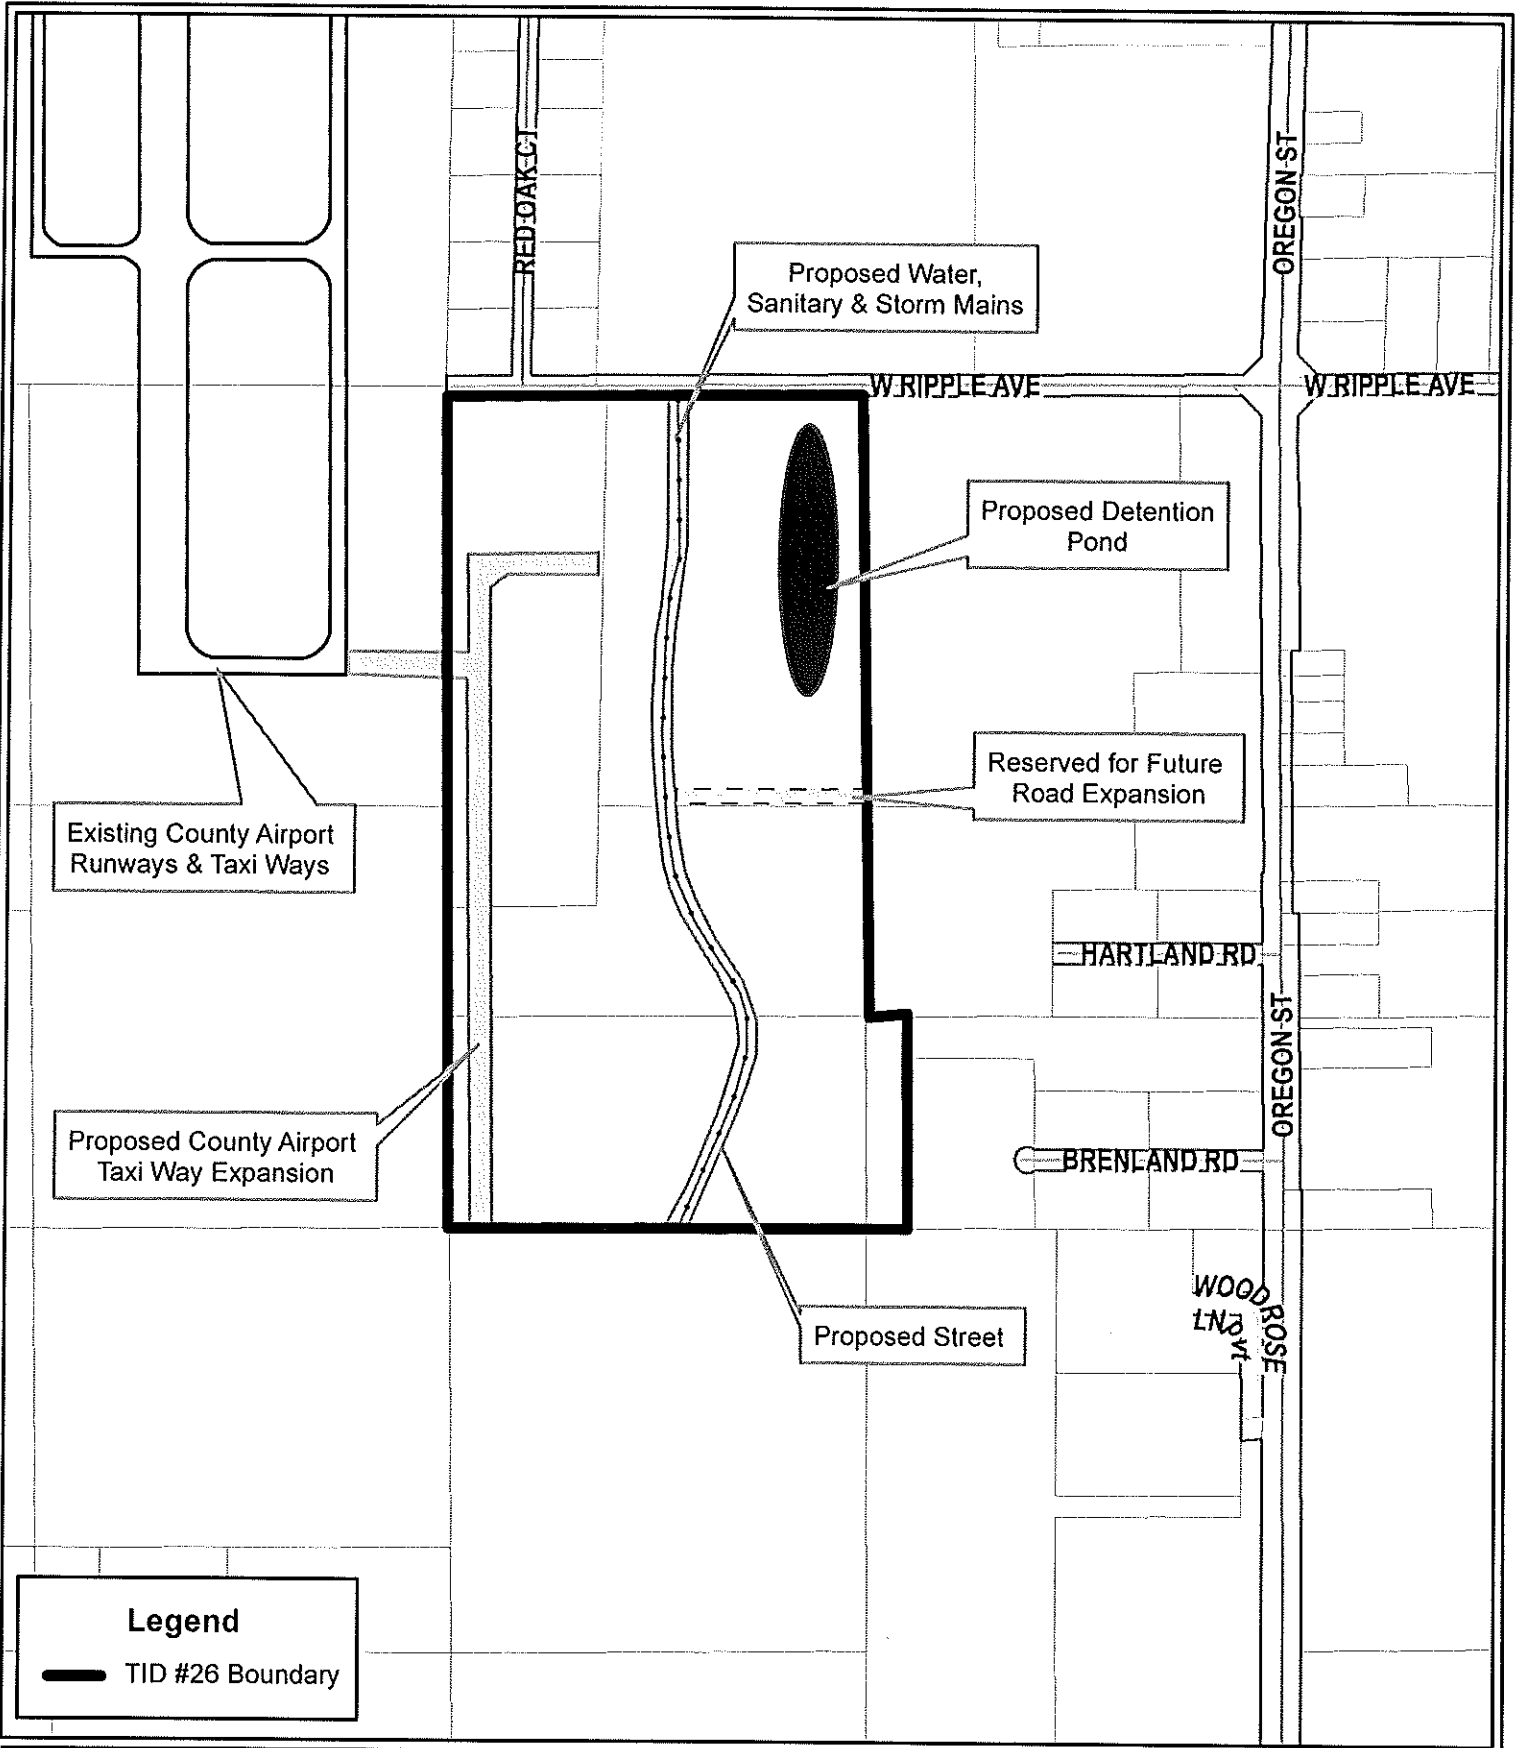 RED OAK CT
OREGON ST
Proposed Water,
Sanitary & Storm Mains
W RIPPLE AVE
W RIPPLE AVE
Proposed Detention
Pond
Reserved for Future
Road Expansion
Existing County Airport
Runways & Taxi Ways
HARTLAND RD
OREGON ST
Proposed County Airport
Taxi Way Expansion
BRENLAND RD
WOODROSE
LN
Pvt
Proposed Street
Legend
TID #26 Boundary